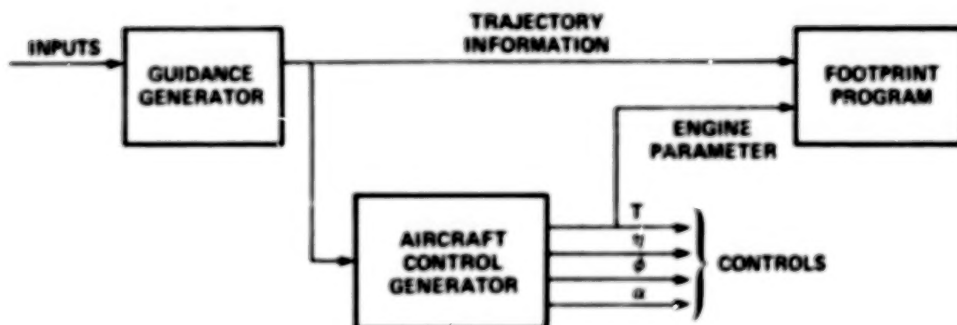 INPUTS
GUIDANCE
GENERATOR
TRAJECTORY
INFORMATION
FOOTPRINT
PROGRAM
ENGINE
PARAMETER
AIRCRAFT
CONTROL
GENERATOR
T
η
ϕ
α
CONTROLS